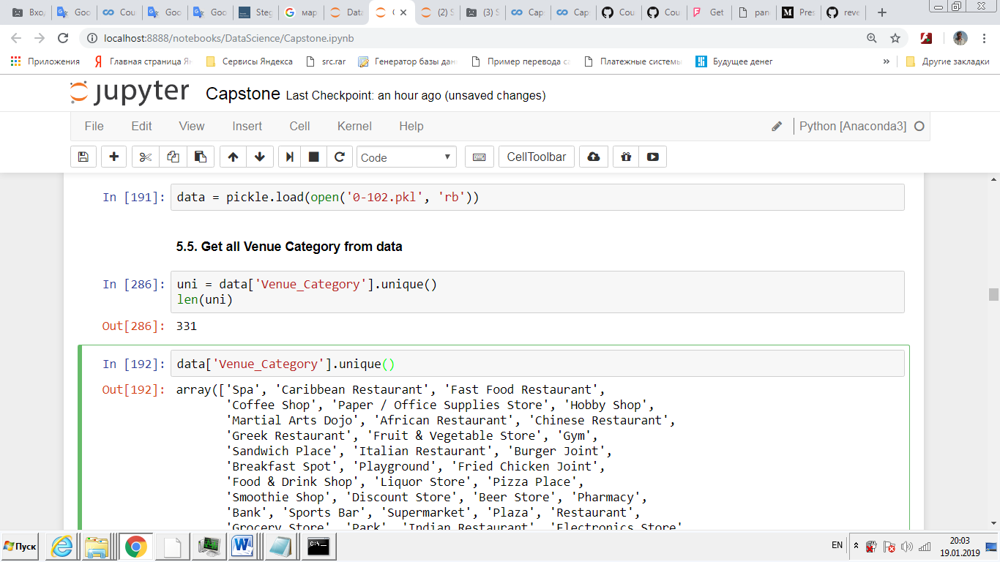 Вход
Goo
Cou
Goo
Goo
Steg
мар
Data
C
(2) S
(3) S
Cap
Cap
Cou
Cou
Get
pan
Pres
reve
localhost:8888/notebooks/DataScience/Capstone.ipynb
Приложения
Главная страница Ян
Сервисы Яндекса
src.rar
Генератор базы дан
Пример перевода са
Платежные системы
Будущее денег
»
Другие закладки
jupyter Capstone Last Checkpoint: an hour ago (unsaved changes)
File Edit View Insert Cell Kernel Help
Python [Anaconda3]
Code
CellToolbar
In [191]: data = pickle.load(open('0-102.pkl', 'rb'))
5.5. Get all Venue Category from data
In [286]: uni = data['Venue_Category'].unique()
len(uni)
Out[286]: 331
In [192]: data['Venue_Category'].unique()
Out[192]: array(['Spa', 'Caribbean Restaurant', 'Fast Food Restaurant',
'Coffee Shop', 'Paper / Office Supplies Store', 'Hobby Shop',
'Martial Arts Dojo', 'African Restaurant', 'Chinese Restaurant',
'Greek Restaurant', 'Fruit & Vegetable Store', 'Gym',
'Sandwich Place', 'Italian Restaurant', 'Burger Joint',
'Breakfast Spot', 'Playground', 'Fried Chicken Joint',
'Food & Drink Shop', 'Liquor Store', 'Pizza Place',
'Smoothie Shop', 'Discount Store', 'Beer Store', 'Pharmacy',
'Bank', 'Sports Bar', 'Supermarket', 'Plaza', 'Restaurant',
'Grocery Store', 'Park', 'Indian Restaurant', 'Electronics Store'
Пуск
C:\.
EN
20:03
19.01.2019